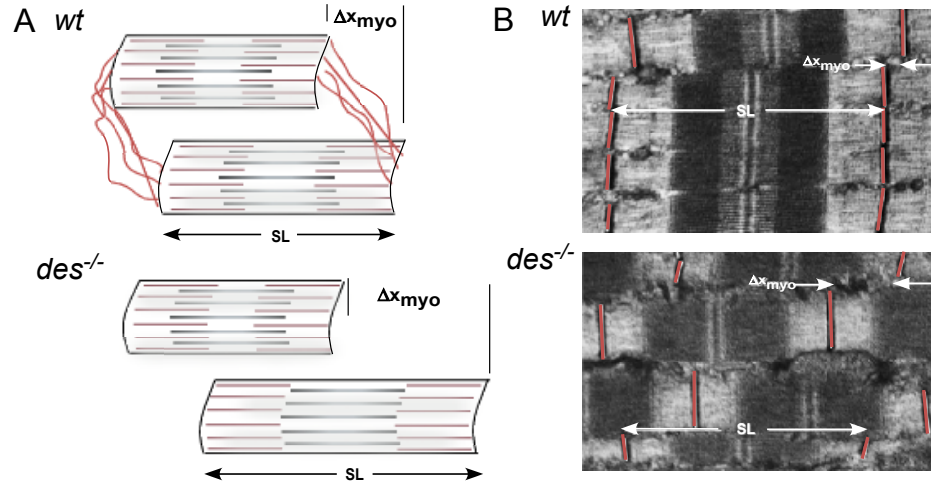 A wt
Δxmyo
SL
des-/-
Δxmyo
SL
B wt
Δxmyo
SL
des-/-
Δxmyo
SL